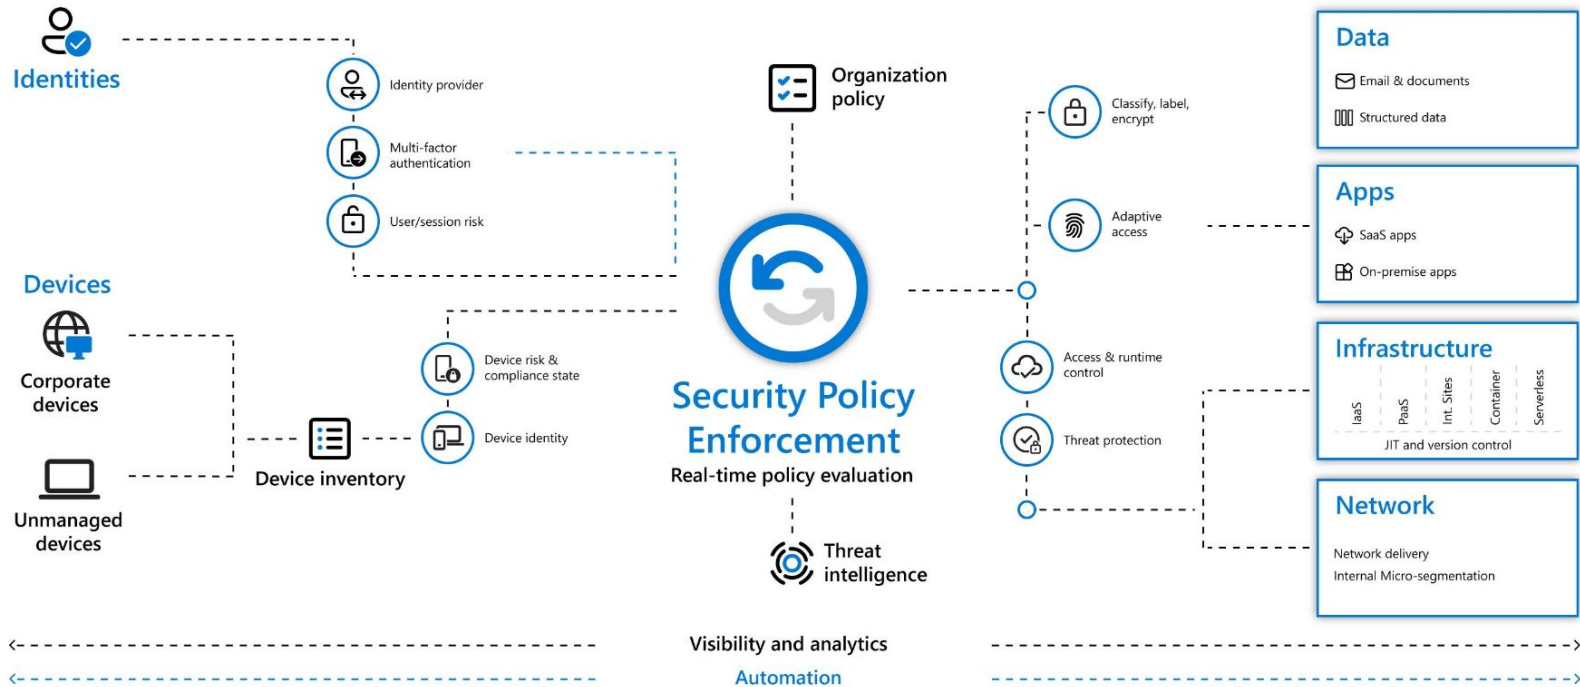 Identities
Identity provider
Multi-factor
authentication
User/session risk
Devices
Corporate
devices
Unmanaged
devices
Device inventory
Device risk &
compliance state
Device identity
Organization
policy
Security Policy
Enforcement
Real-time policy evaluation
Threat
intelligence
Classify, label,
encrypt
Adaptive
access
Access & runtime
control
Threat protection
Data
Email & documents
Structured data
Apps
SaaS apps
On-premise apps
Infrastructure
IaaS
PaaS
Int. Sites
Container
Serverless
JIT and version control
Network
Network delivery
Internal Micro-segmentation
Visibility and analytics
Automation